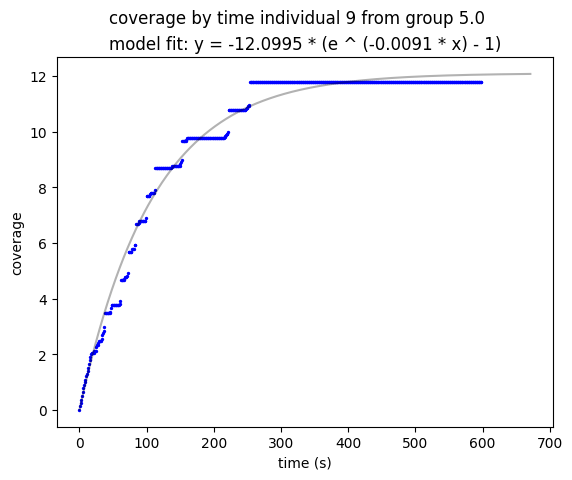 coverage by time individual 9 from group 5.0
model fit: y = -12.0995 * (e ^ (-0.0091 * x) - 1)
12
10
8
6
4
2
0
coverage
0 100 200 300 400 500 600 700
time (s)